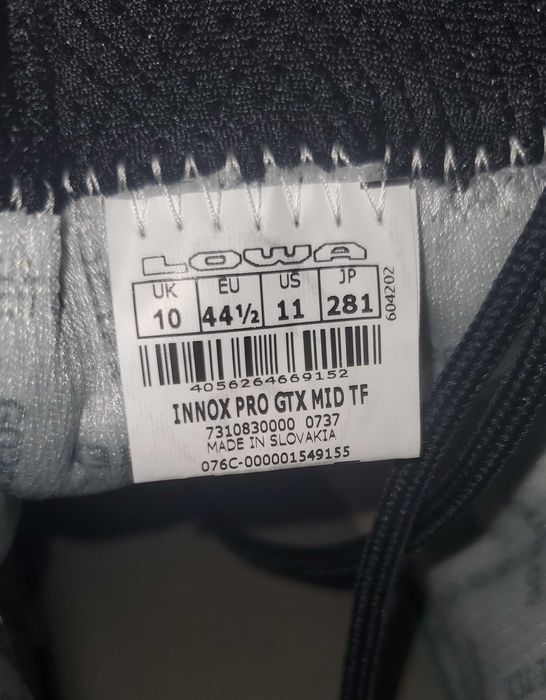 LOWA
UK EU US JP
10 44½ 11 281
604202
4056264669152
INNOX PRO GTX MID TF
7310830000 0737
MADE IN SLOVAKIA
076C-000001549155